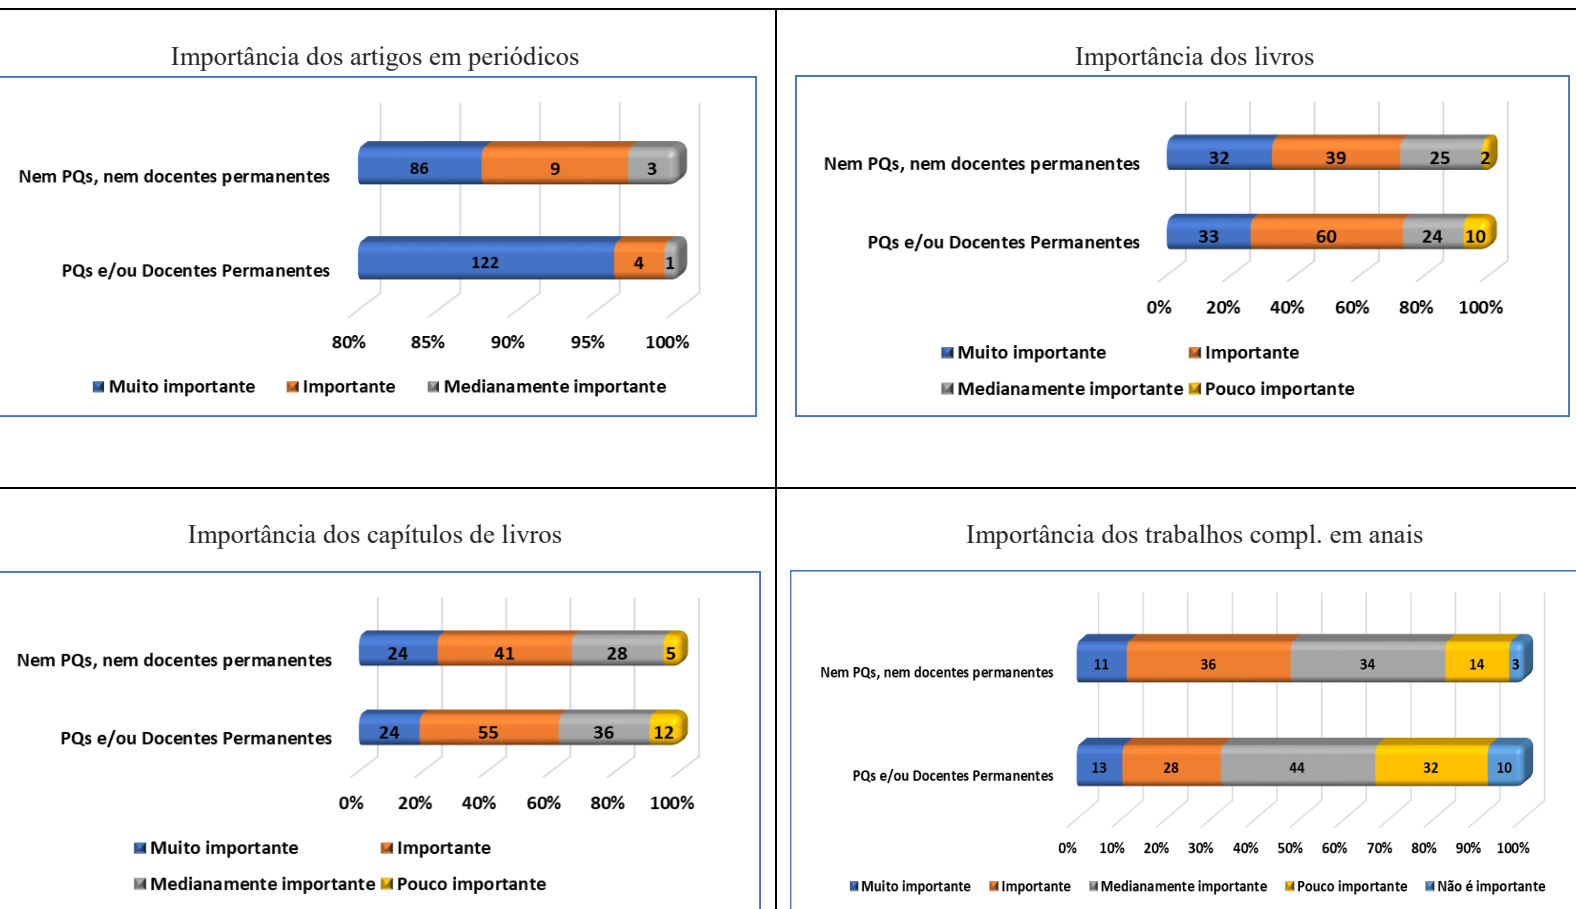 Importância dos artigos em periódicos
Nem PQs, nem docentes permanentes
86 9 3
PQs e/ou Docentes Permanentes
122 4 1
80% 85% 90% 95% 100%
Muito importante Importante Medianamente importante
Importância dos livros
Nem PQs, nem docentes permanentes
32 39 25 2
PQs e/ou Docentes Permanentes
33 60 24 10
0% 20% 40% 60% 80% 100%
Muito importante Importante
Medianamente importante Pouco importante
Importância dos capítulos de livros
Nem PQs, nem docentes permanentes
24 41 28 5
PQs e/ou Docentes Permanentes
24 55 36 12
0% 20% 40% 60% 80% 100%
Muito importante Importante
Medianamente importante Pouco importante
Importância dos trabalhos compl. em anais
Nem PQs, nem docentes permanentes
11 36 34 14 3
PQs e/ou Docentes Permanentes
13 28 44 32 10
0% 10% 20% 30% 40% 50% 60% 70% 80% 90% 100%
Muito importante Importante Medianamente importante Pouco importante Não é importante